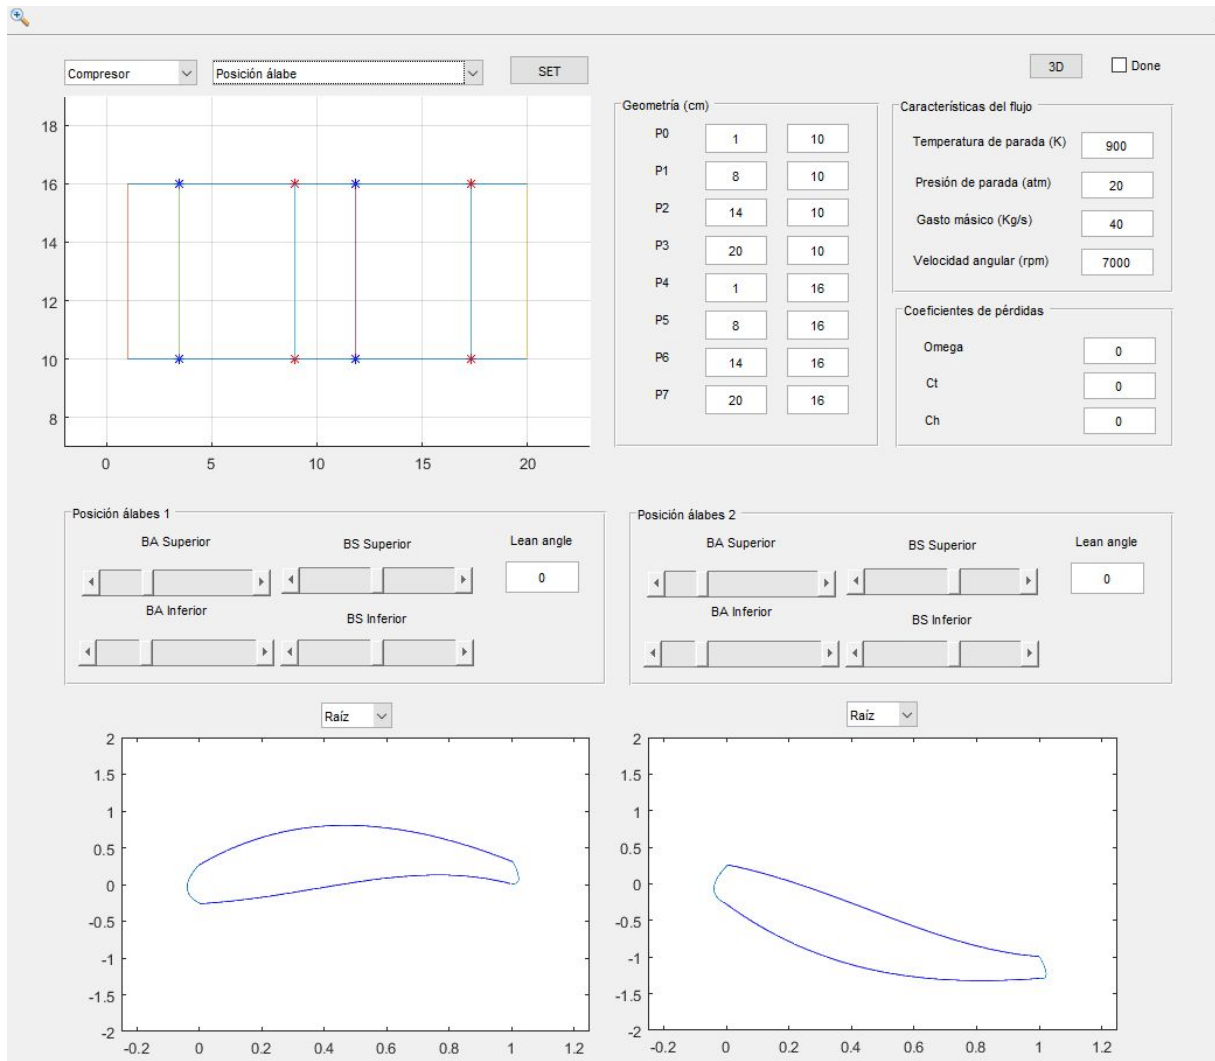 Compresor
Posición álabe
SET
3D
Done
18
16
14
12
10
8
0 5 10 15 20
Geometría (cm)
P0 1 10
P1 8 10
P2 14 10
P3 20 10
P4 1 16
P5 8 16
P6 14 16
P7 20 16
Características del flujo
Temperatura de parada (K) 900
Presión de parada (atm) 20
Gasto másico (Kg/s) 40
Velocidad angular (rpm) 7000
Coeficientes de pérdidas
Omega 0
Ct 0
Ch 0
Posición álabes 1
BA Superior
BS Superior
Lean angle
0
BA Inferior
BS Inferior
Posición álabes 2
BA Superior
BS Superior
Lean angle
0
BA Inferior
BS Inferior
Raíz
2
1.5
1
0.5
0
-0.5
-1
-1.5
-2
-0.2 0 0.2 0.4 0.6 0.8 1 1.2
Raíz
2
1.5
1
0.5
0
-0.5
-1
-1.5
-2
-0.2 0 0.2 0.4 0.6 0.8 1 1.2